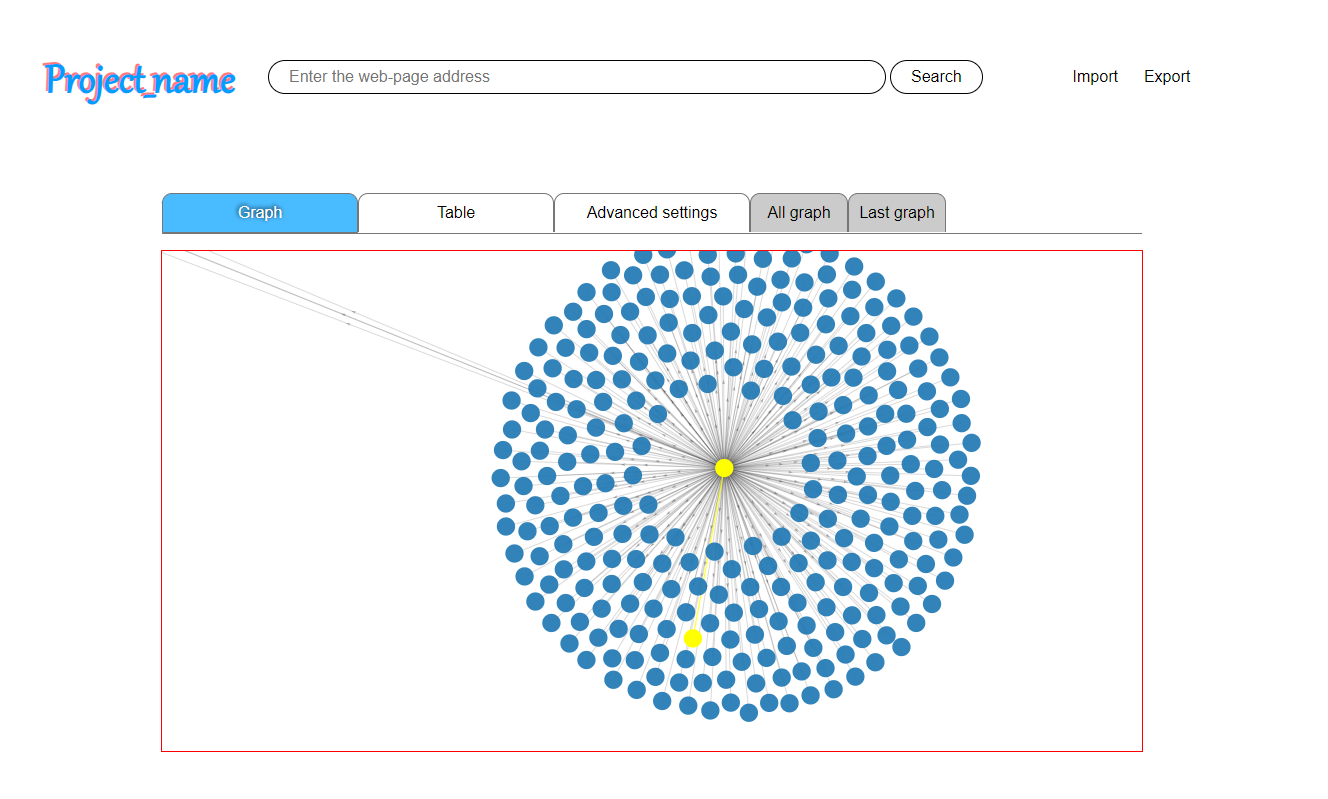 Project_name
Enter the web-page address
Search
Import
Export
Graph
Table
Advanced settings
All graph
Last graph